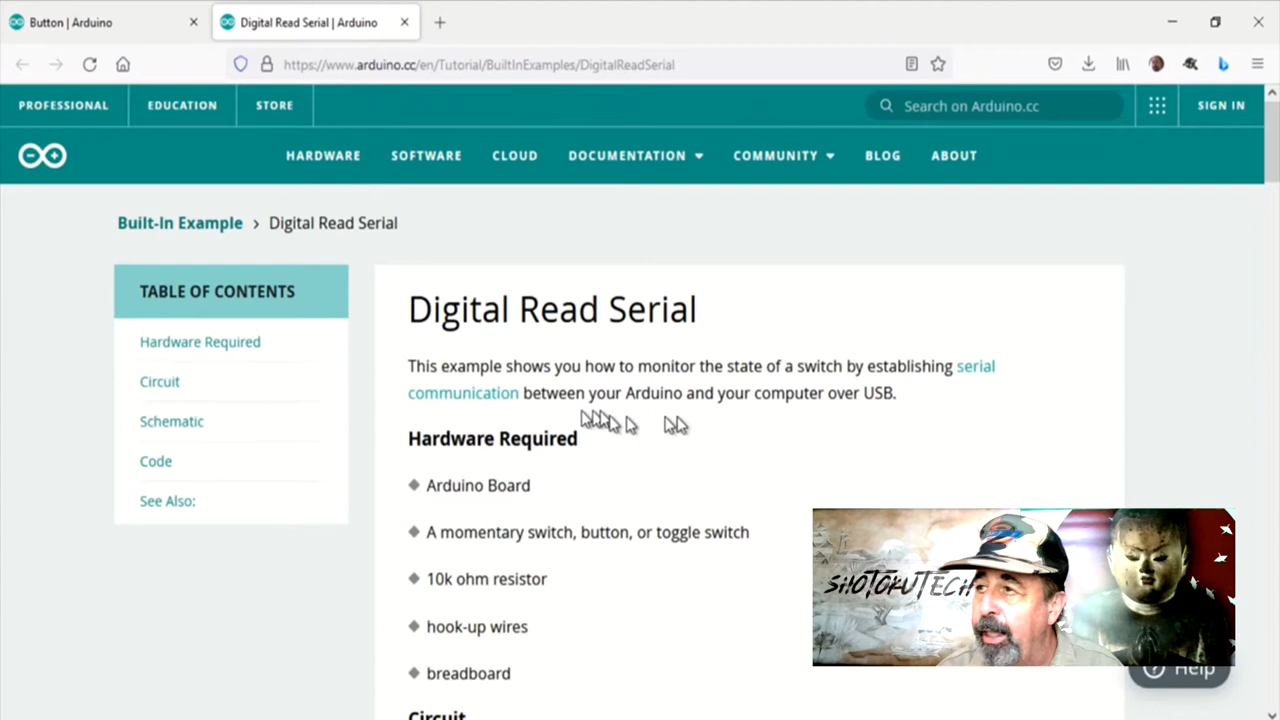 Button | Arduino
Digital Read Serial | Arduino
https://www.arduino.cc/en/Tutorial/BuiltInExamples/DigitalReadSerial
PROFESSIONAL EDUCATION STORE Search on Arduino.cc SIGN IN
HARDWARE SOFTWARE CLOUD DOCUMENTATION COMMUNITY BLOG ABOUT
Built-In Example > Digital Read Serial
TABLE OF CONTENTS
Hardware Required
Circuit
Schematic
Code
See Also:
Digital Read Serial
This example shows you how to monitor the state of a switch by establishing serial
communication between your Arduino and your computer over USB.
Hardware Required
Arduino Board
A momentary switch, button, or toggle switch
10k ohm resistor
hook-up wires
breadboard
Circuit
SHOTOKUTECH
Help